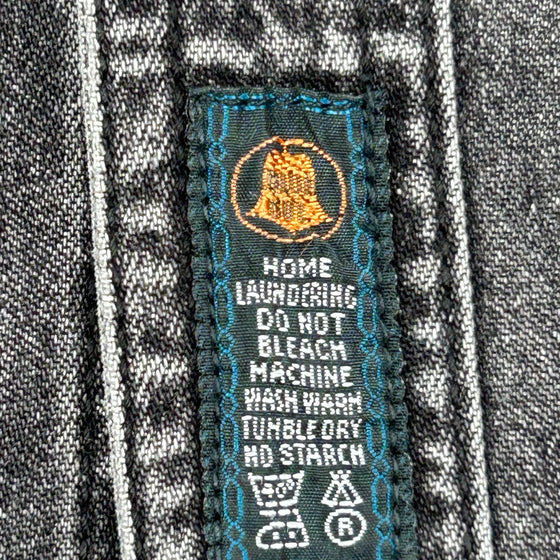 HOME
LAUNDERING
DO NOT
BLEACH
MACHINE
WASH WARM
TUMBLE DRY
NO STARCH
®